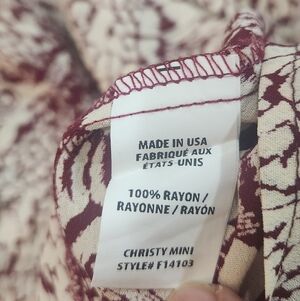 MADE IN USA
FABRIQUÉ AUX
ÉTATS UNIS
100% RAYON/
RAYONNE / RAYÓN
CHRISTY MINI
STYLE# F14103